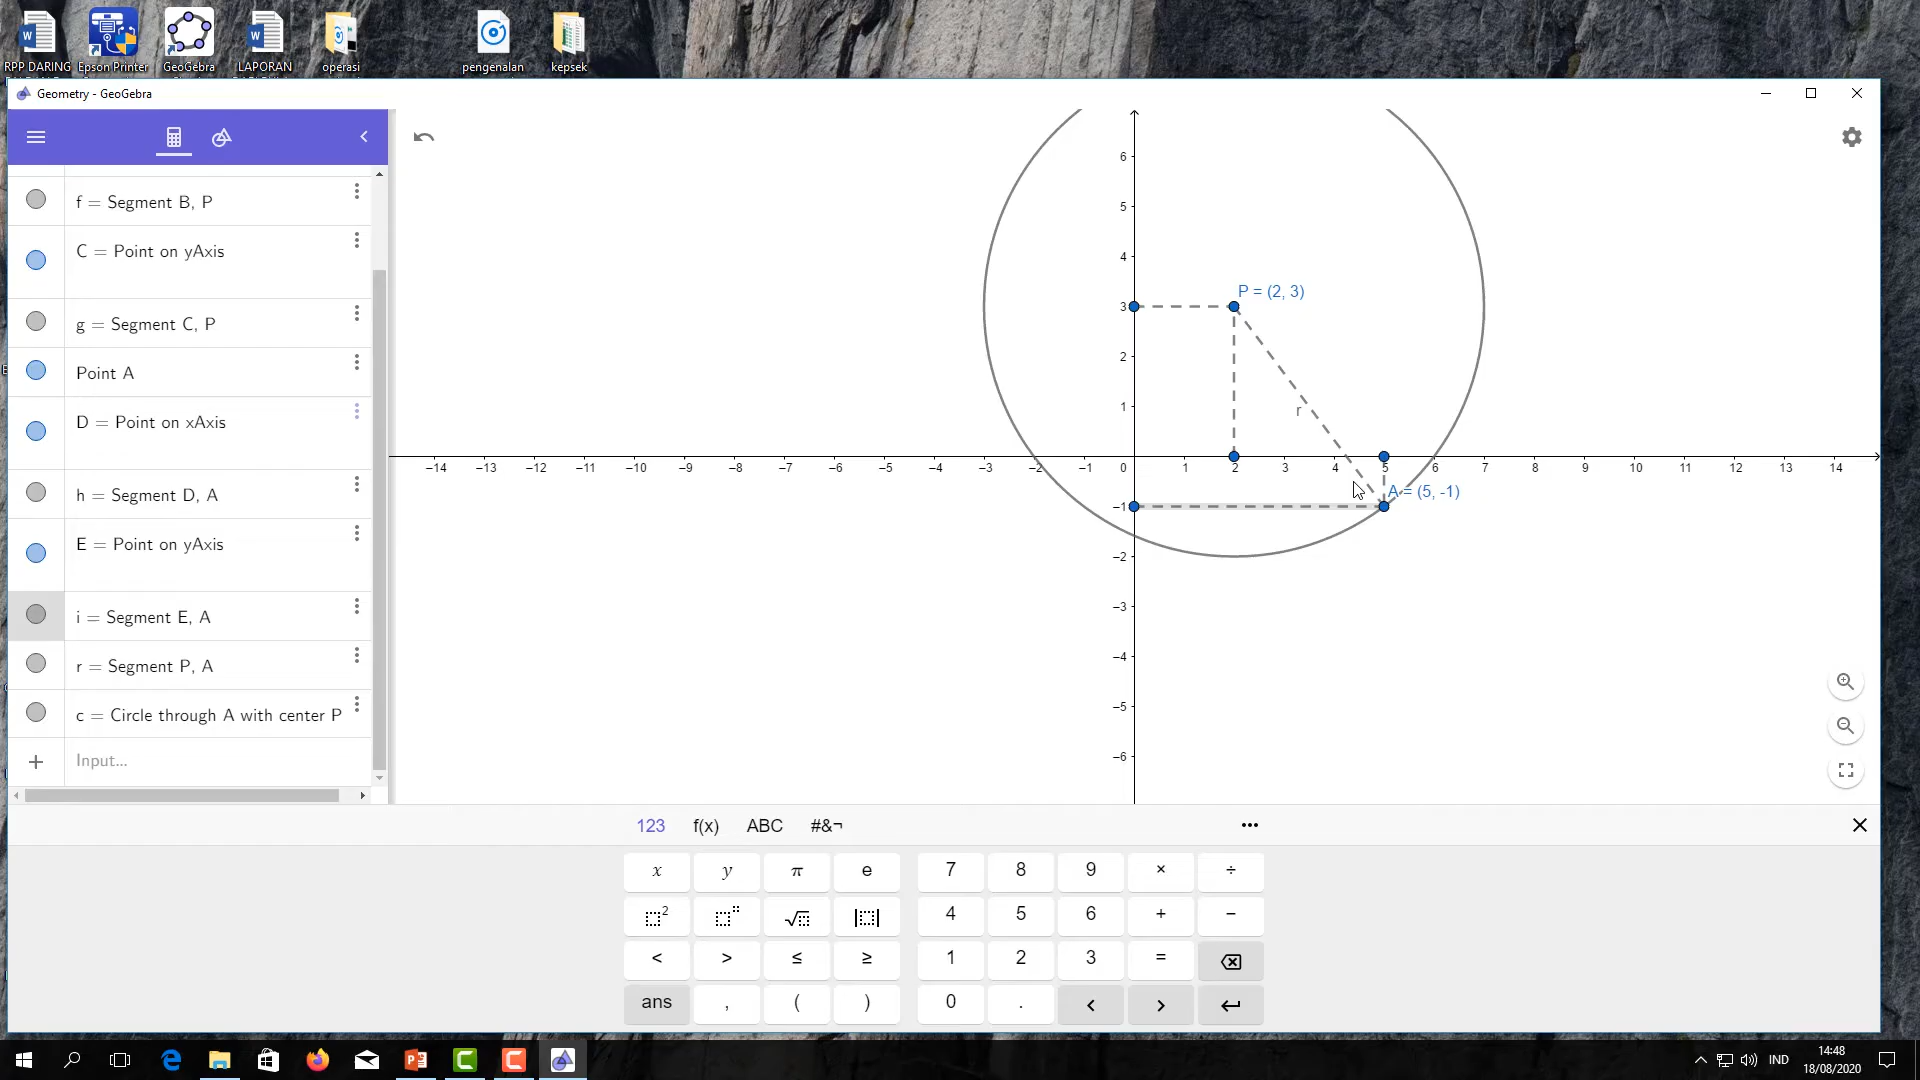 RPP DARING
Epson Printer
GeoGebra
LAPORAN
operasi
pengenalan
kepsek
Geometry - GeoGebra
f = Segment B, P
C = Point on yAxis
g = Segment C, P
Point A
D = Point on xAxis
h = Segment D, A
E = Point on yAxis
i = Segment E, A
r = Segment P, A
c = Circle through A with center P
Input...
6
5
4
3
2
1
P = (2, 3)
r
A = (5, -1)
–14 –13 –12 –11 –10 –9 –8 –7 –6 –5 –4 –3 –2 –1 0 1 2 3 4 5 6 7 8 9 10 11 12 13 14
–1
–2
–3
–4
–5
–6
123 f(x) ABC #&¬ •••
x y π e 7 8 9 × ÷
2 √ 4 5 6 + −
< > ≤ ≥ 1 2 3 =
ans , ( ) 0 . < >
IND
14:48
18/08/2020